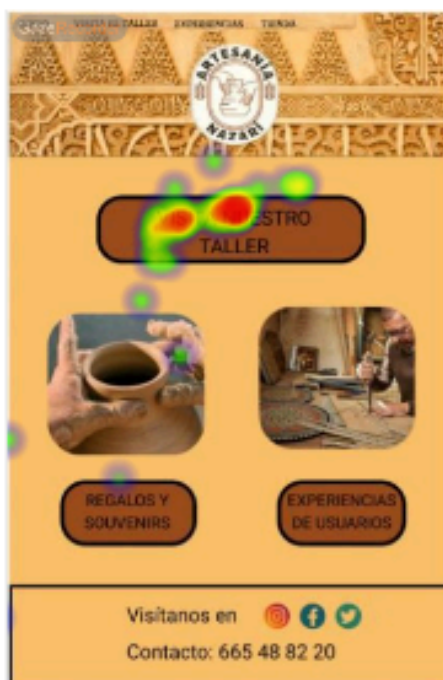 VISITA EL TALLER EXPERIENCIAS TIENDA
ARTESANÍA
NAZARÍ
ESTRO
TALLER
REGALOS Y
SOUVENIRS
EXPERIENCIAS
DE USUARIOS
Visítanos en
Contacto: 665 48 82 20